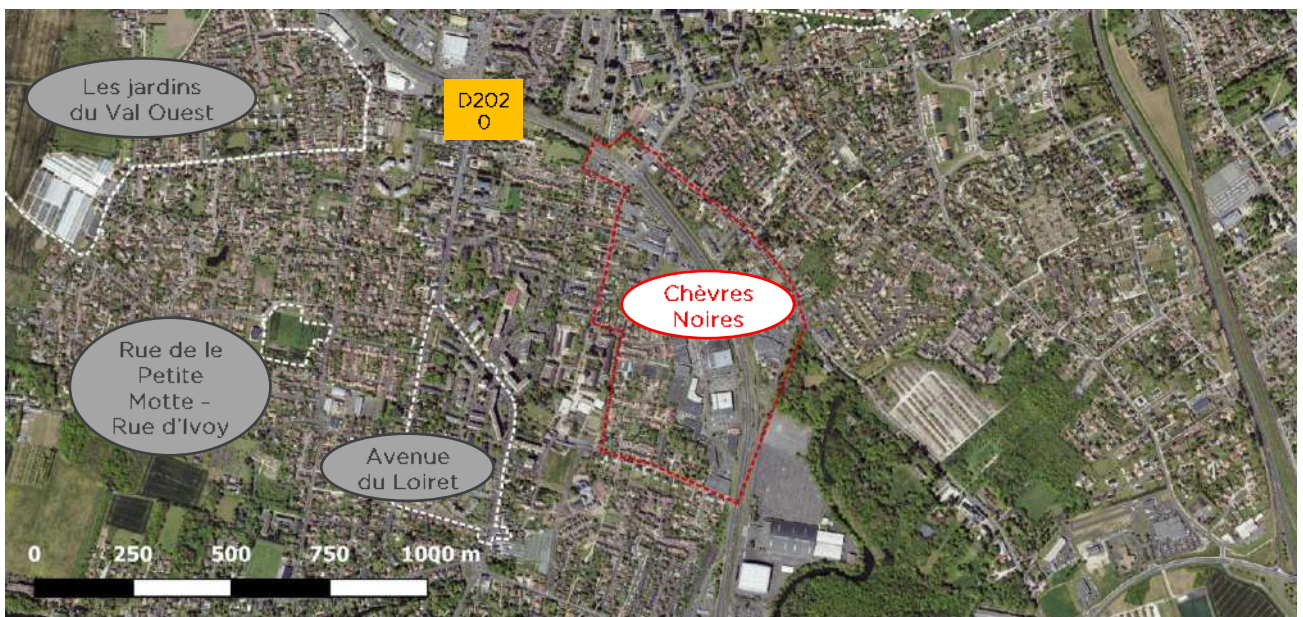 Les jardins
du Val Ouest
D202
0
Chèvres
Noires
Rue de le
Petite
Motte -
Rue d'Ivoy
Avenue
du Loiret
0 250 500 750 1000 m